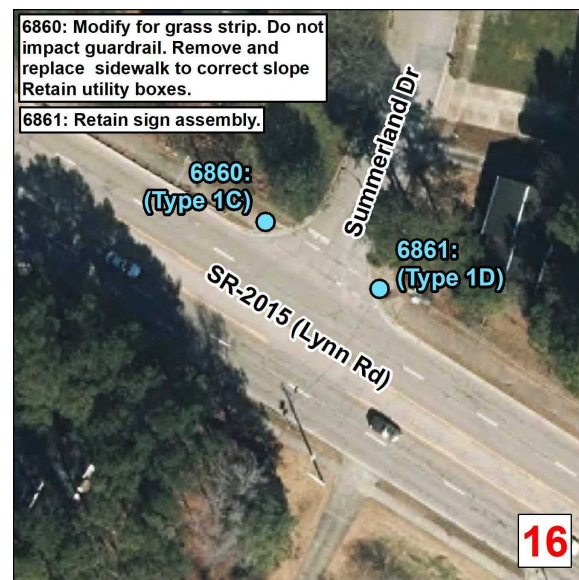 6860: Modify for grass strip. Do not
impact guardrail. Remove and
replace sidewalk to correct slope
Retain utility boxes.
6861: Retain sign assembly.
6860:
(Type 1C)
Summerland Dr
6861:
(Type 1D)
SR-2015 (Lynn Rd)
16